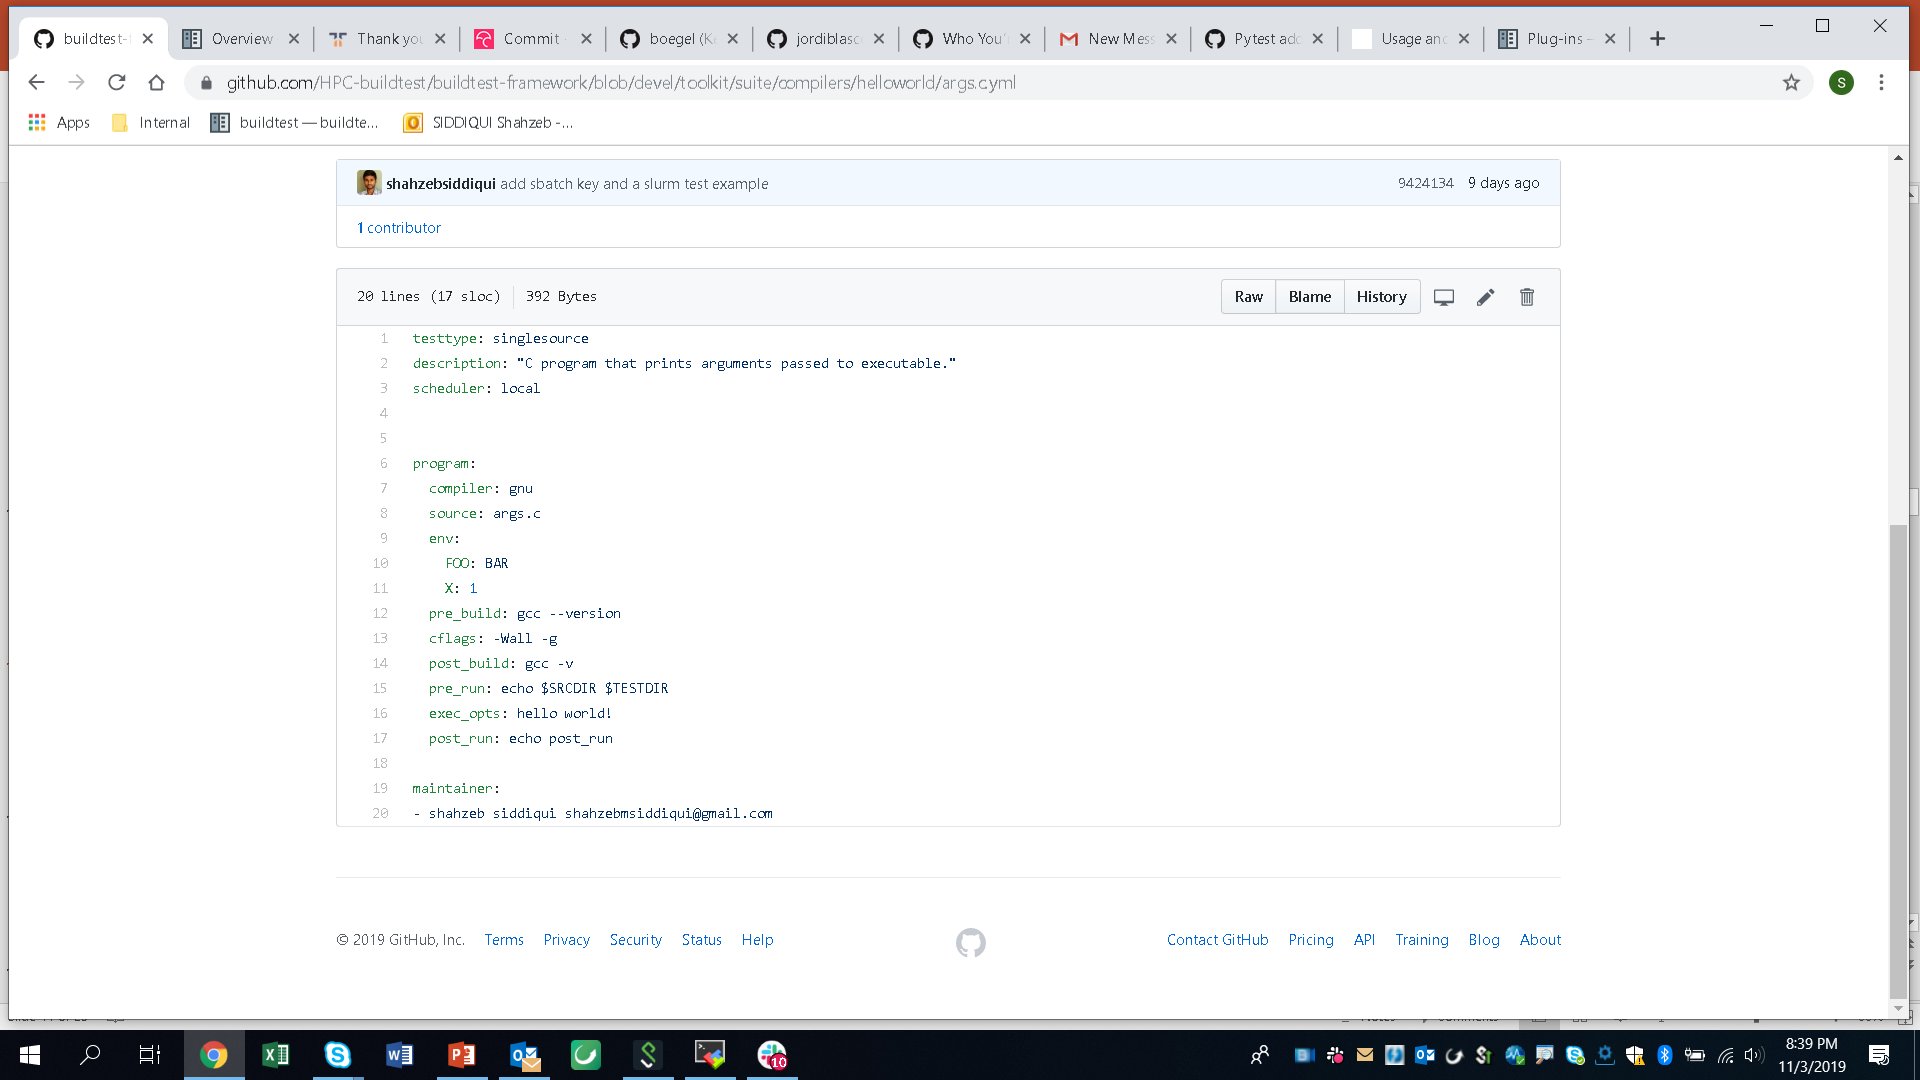 buildtest-f
Overview
Thank you
Commit
boegel (Ke
jordiblasc
Who You'
New Mess
Pytest add
Usage and
Plug-ins –
github.com/HPC-buildtest/buildtest-framework/blob/devel/toolkit/suite/compilers/helloworld/args.c.yml
S
Apps
Internal
buildtest — buildte...
SIDDIQUI Shahzeb -...
shahzebsiddiqui add sbatch key and a slurm test example
9424134 9 days ago
1 contributor
20 lines (17 sloc) 392 Bytes
Raw Blame History
1 testtype: singlesource
2 description: "C program that prints arguments passed to executable."
3 scheduler: local
4
5
6 program:
7 compiler: gnu
8 source: args.c
9 env:
10 FOO: BAR
11 X: 1
12 pre_build: gcc --version
13 cflags: -Wall -g
14 post_build: gcc -v
15 pre_run: echo $SRCDIR $TESTDIR
16 exec_opts: hello world!
17 post_run: echo post_run
18
19 maintainer:
20 - shahzeb siddiqui shahzebmsiddiqui@gmail.com
© 2019 GitHub, Inc. Terms Privacy Security Status Help
Contact GitHub Pricing API Training Blog About
10
8:39 PM
11/3/2019